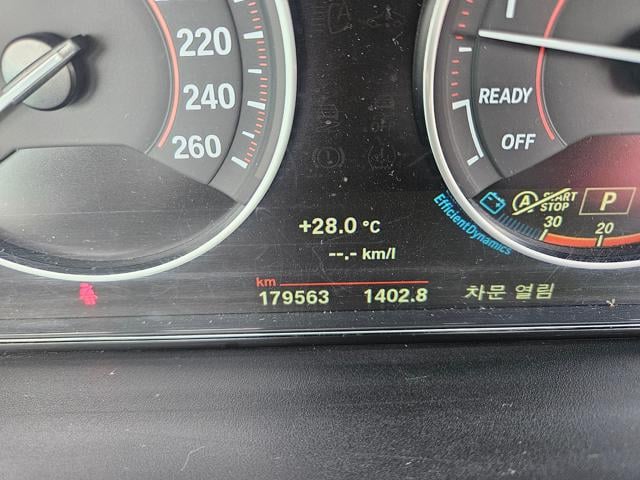 220
240
260
1
READY
OFF
+28.0 °C
--.- km/l
EfficientDynamics
A START
STOP
P
30
20
km
179563 1402.8 차문 열림